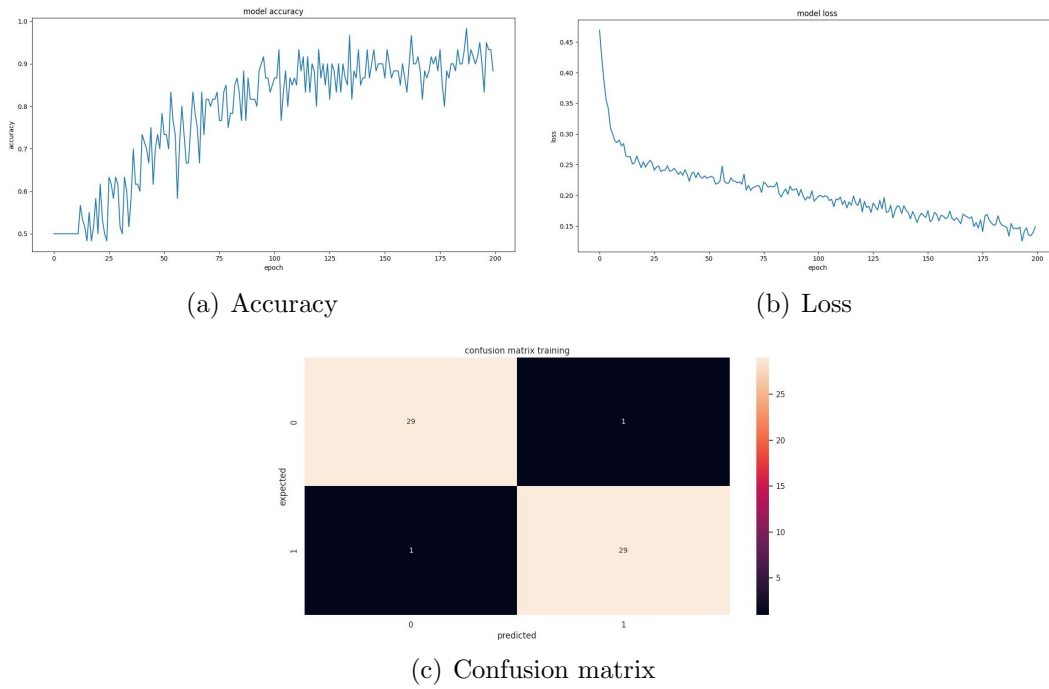 model accuracy
1.0
0.9
0.8
0.7
0.6
0.5
accuracy
0 25 50 75 100 125 150 175 200
epoch
(a) Accuracy
model loss
0.45
0.40
0.35
0.30
0.25
0.20
0.15
loss
0 25 50 75 100 125 150 175 200
epoch
(b) Loss
confusion matrix training
0
29 1
expected
1
1 29
0 1
predicted
25
20
15
10
5
(c) Confusion matrix